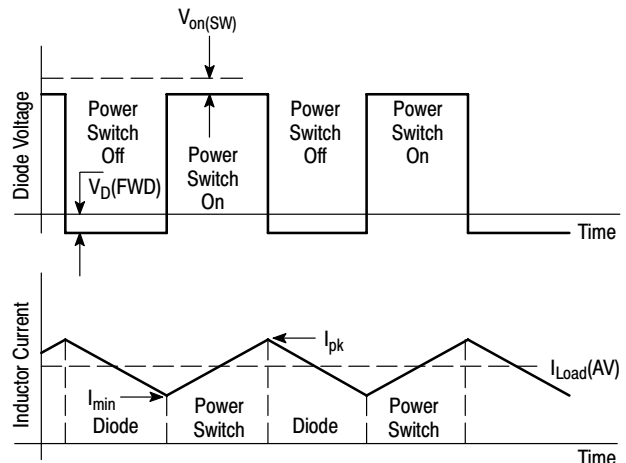 Von(SW)
Diode Voltage
Power
Switch
Off
Power
Switch
On
Power
Switch
Off
Power
Switch
On
VD(FWD)
Time
Inductor Current
Ipk
ILoad(AV)
Imin
Diode
Power
Switch
Diode
Power
Switch
Time